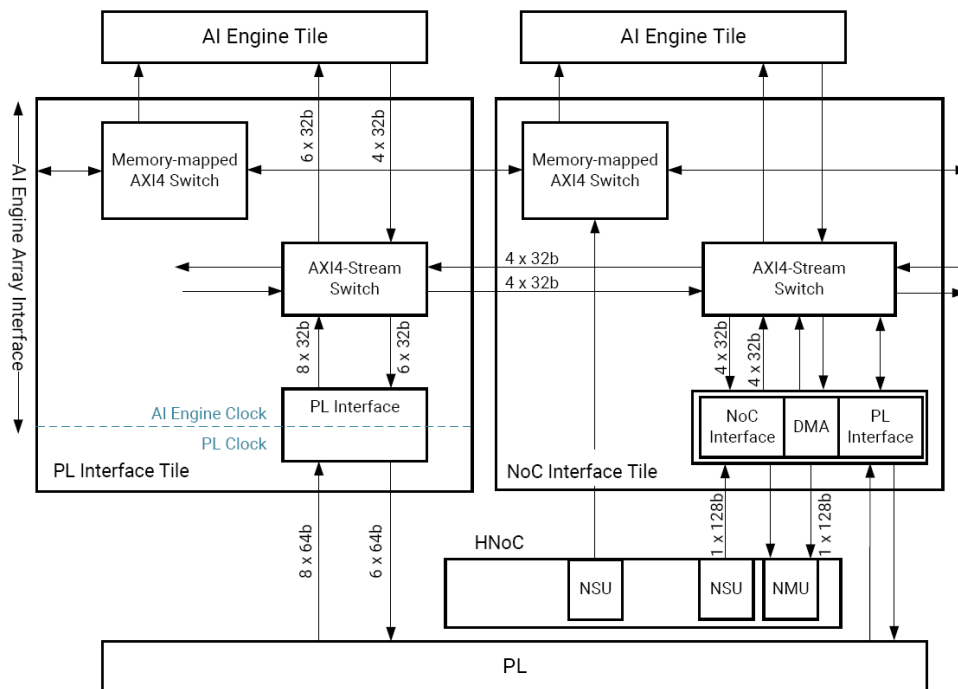 AI Engine Tile
AI Engine Tile
AI Engine Array Interface
Memory-mapped
AXI4 Switch
6 x 32b
4 x 32b
Memory-mapped
AXI4 Switch
AXI4-Stream
Switch
4 x 32b
4 x 32b
AXI4-Stream
Switch
8 x 32b
6 x 32b
4 x 32b
4 x 32b
PL Interface
AI Engine Clock
PL Clock
NoC
Interface
DMA
PL
Interface
PL Interface Tile
NoC Interface Tile
8 x 64b
6 x 64b
1 x 128b
1 x 128b
HNoC
NSU
NSU
NMU
PL